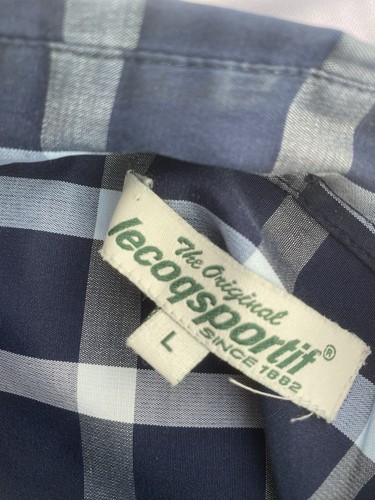 The Original
lecoqsportif®
SINCE 1882
L